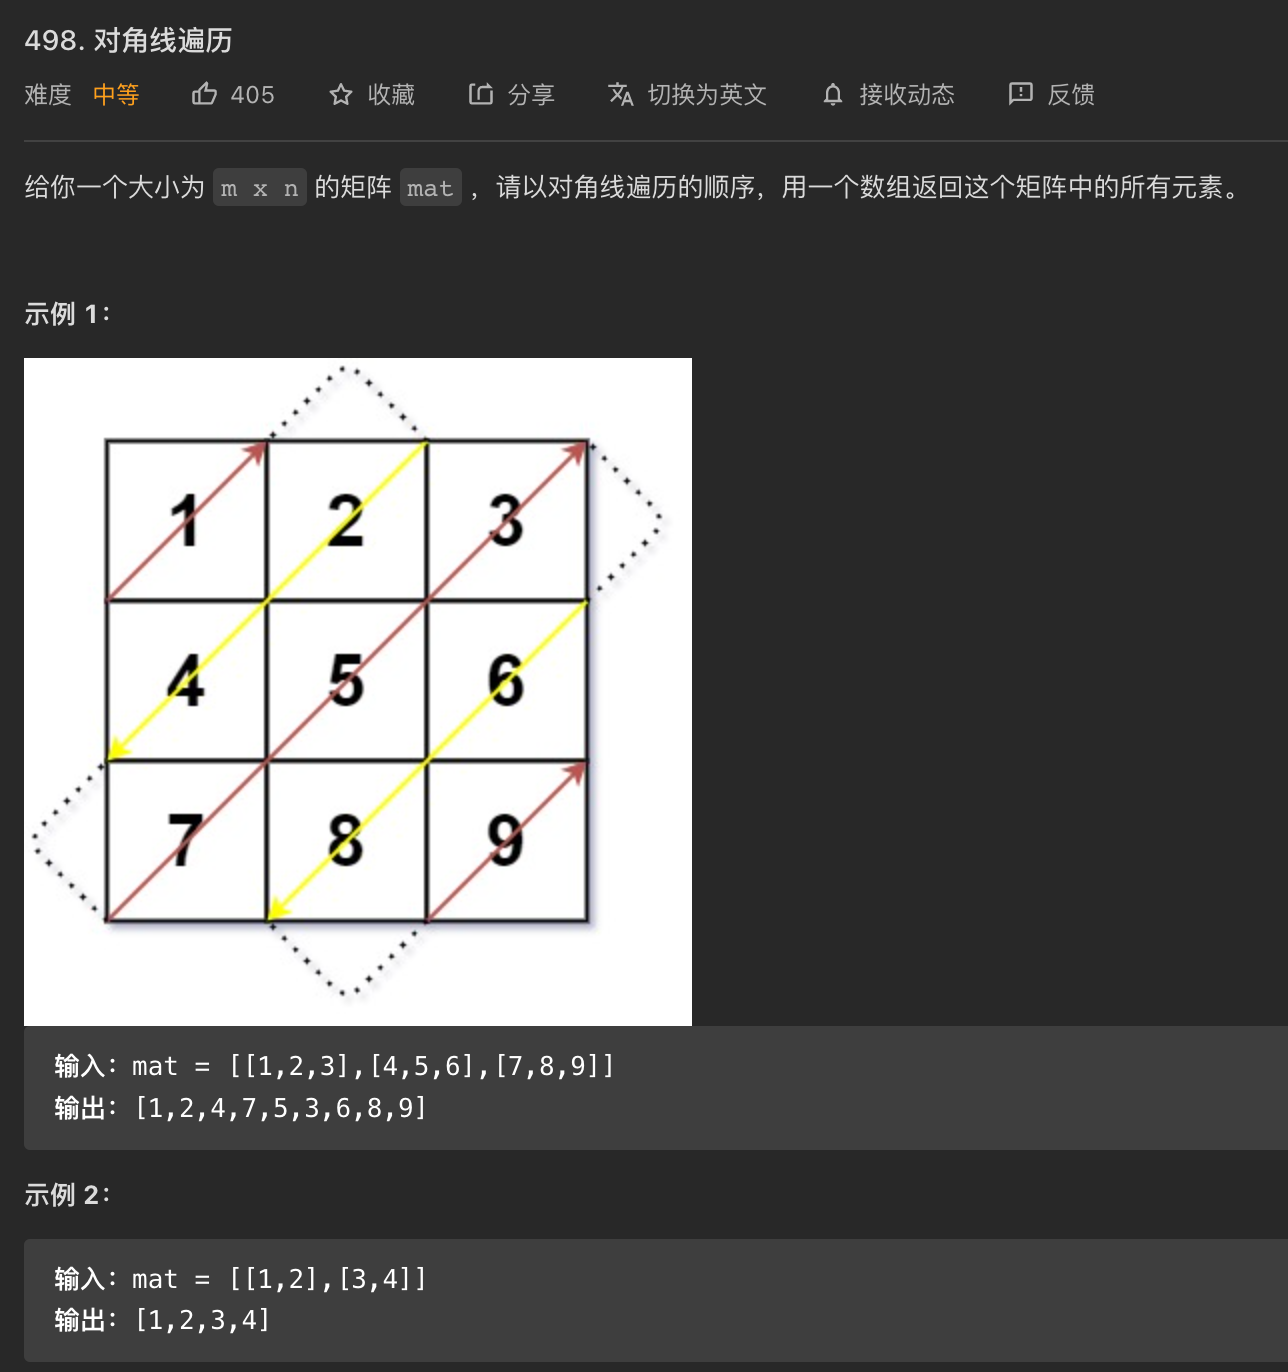 498. 对角线遍历
难度 中等 405 收藏 分享 切换为英文 接收动态 反馈
给你一个大小为 m x n 的矩阵 mat ，请以对角线遍历的顺序，用一个数组返回这个矩阵中的所有元素。
示例 1：
1 2 3
4 5 6
7 8 9
输入：mat = [[1,2,3],[4,5,6],[7,8,9]]
输出：[1,2,4,7,5,3,6,8,9]
示例 2：
输入：mat = [[1,2],[3,4]]
输出：[1,2,3,4]